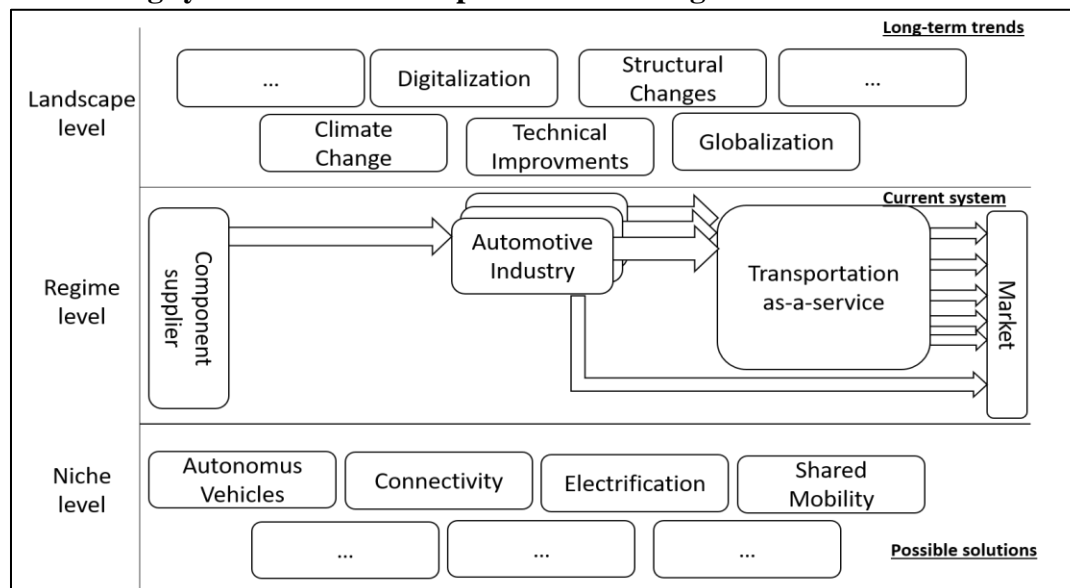 Long-term trends
Landscape
level
...
Digitalization
Structural
Changes
...
Climate
Change
Technical
Improvments
Globalization
Current system
Regime
level
Component
supplier
Automotive
Industry
Transportation
as-a-service
Market
Niche
level
Autonomus
Vehicles
Connectivity
Electrification
Shared
Mobility
...
...
...
Possible solutions